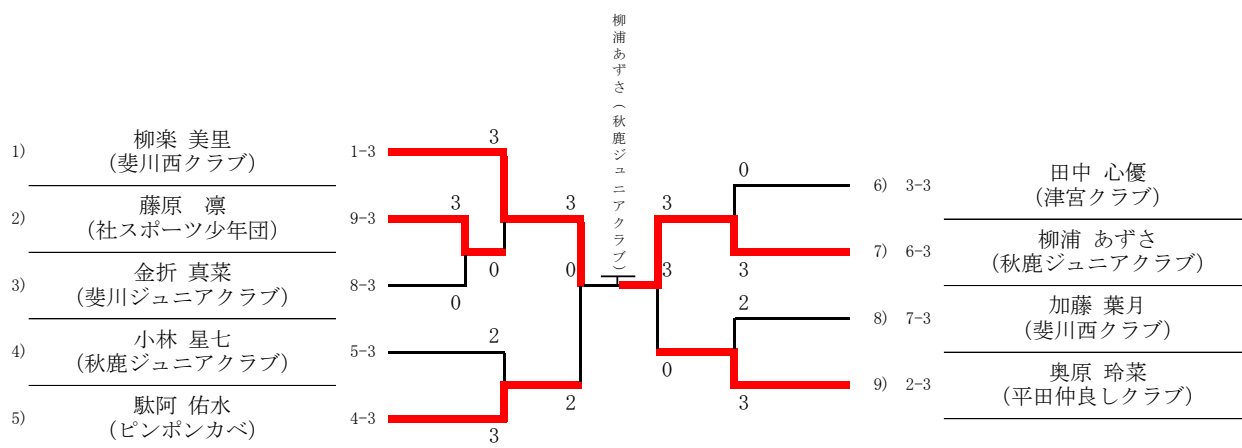 柳浦あずさ（秋鹿ジュニアクラブ）
1)
柳楽 美里
(斐川西クラブ)
1-3
3
2)
藤原 凛
(社スポーツ少年団)
9-3
3
3
0
3)
金折 真菜
(斐川ジュニアクラブ)
8-3
0
0
4)
小林 星七
(秋鹿ジュニアクラブ)
5-3
2
5)
駄阿 佑水
(ピンポンカベ)
4-3
3
2
0
6) 3-3
田中 心優
(津宮クラブ)
3
7) 6-3
柳浦 あずさ
(秋鹿ジュニアクラブ)
3
3
2
8) 7-3
加藤 葉月
(斐川西クラブ)
0
9) 2-3
奥原 玲菜
(平田仲良しクラブ)
3